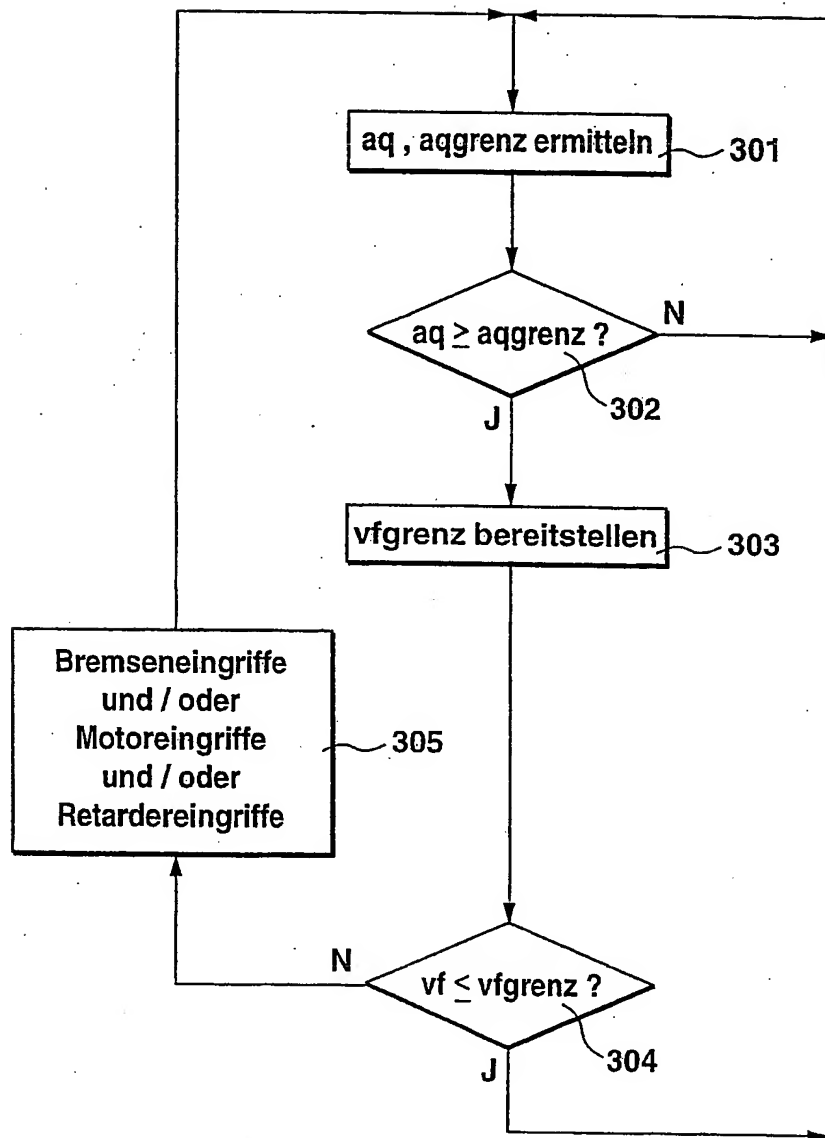 aq , aqgrenz ermitteln
301
aq ≥ aqgrenz ?
N
302
J
vfgrenz bereitstellen
303
Bremseneingriffe
und / oder
Motoreingriffe
und / oder
Retardereingriffe
305
N
vf ≤ vfgrenz ?
304
J